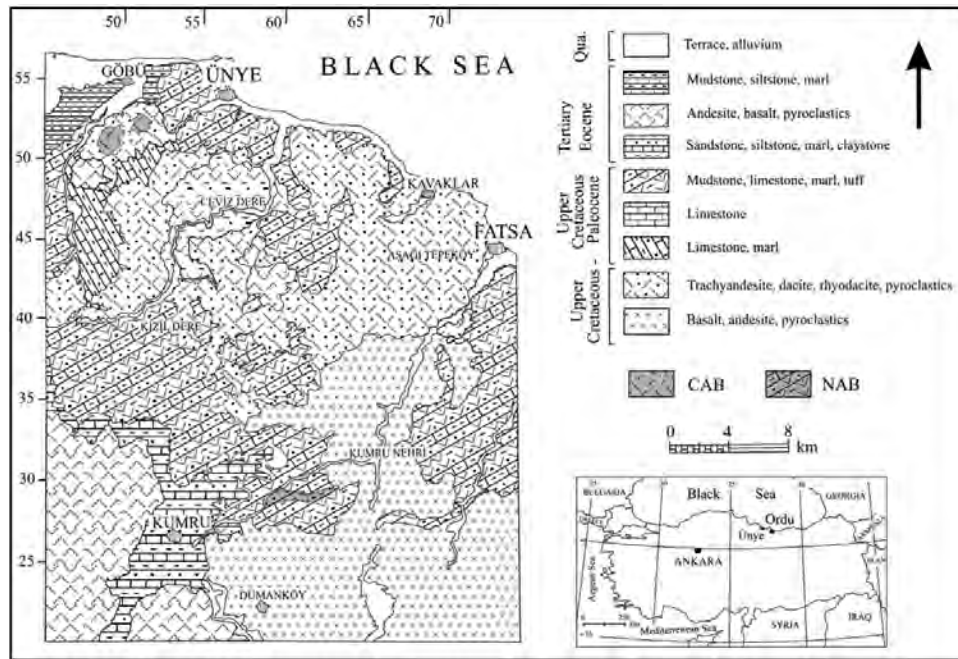 50 55 60 65 70
BLACK SEA
GÖBÜ
ÜNYE
55
50
KAVAKLAR
CEVİZ DERE
FATSA
45
AŞAĞI TEPEKÖY
40
KIZIL DERE
35
KUMRU NEHRİ
30
KUMRU
25
DUMANKÖY
Qua.
Terrace, alluvium
Tertiary
Eocene
Mudstone, siltstone, marl
Andesite, basalt, pyroclastics
Sandstone, siltstone, marl, claystone
Upper
Cretaceous
Paleocene
Mudstone, limestone, marl, tuff
Limestone
Limestone, marl
Upper
Cretaceous -
Trachyandesite, dacite, rhyodacite, pyroclastics
Basalt, andesite, pyroclastics
CAB
NAB
0 4 8
km
BULGARIA
Black Sea
GEORGIA
Ordu
Ünye
ANKARA
IRAN
Aegean Sea
Mediterrenean Sea
SYRIA
IRAQ